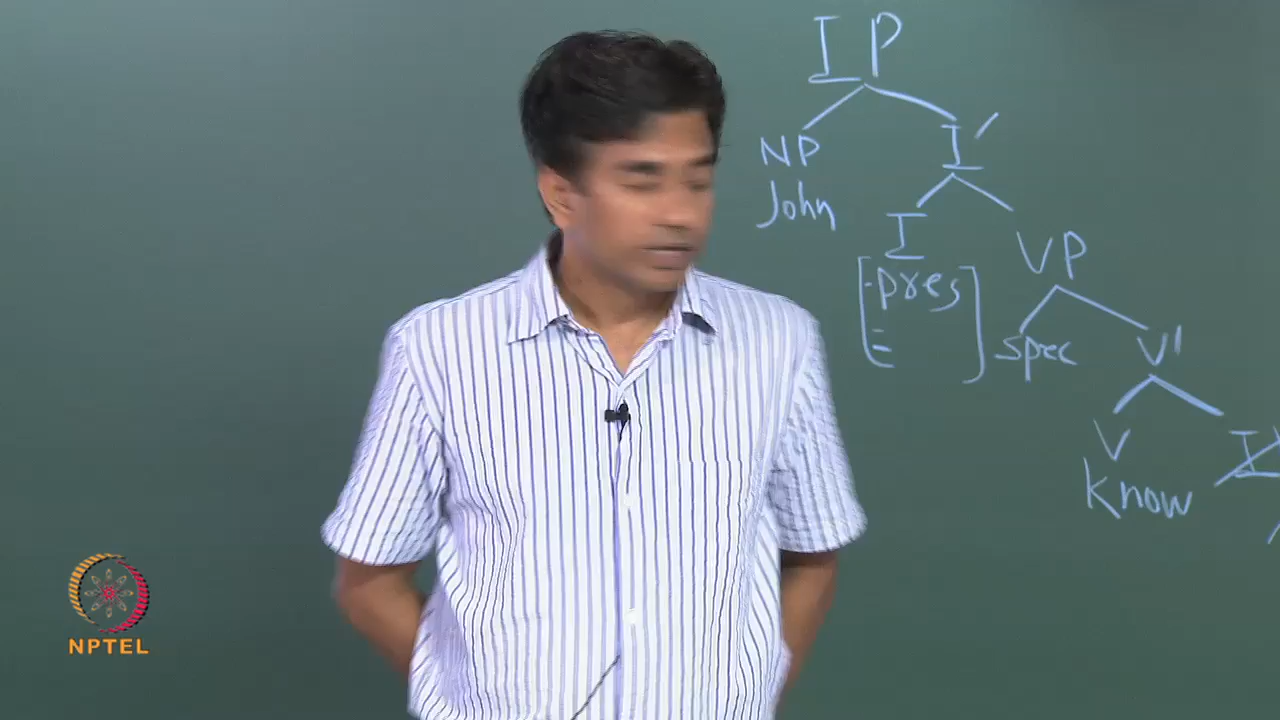 IP
NP I'
John
I VP
[-pres]
spec V'
V
know
NPTEL